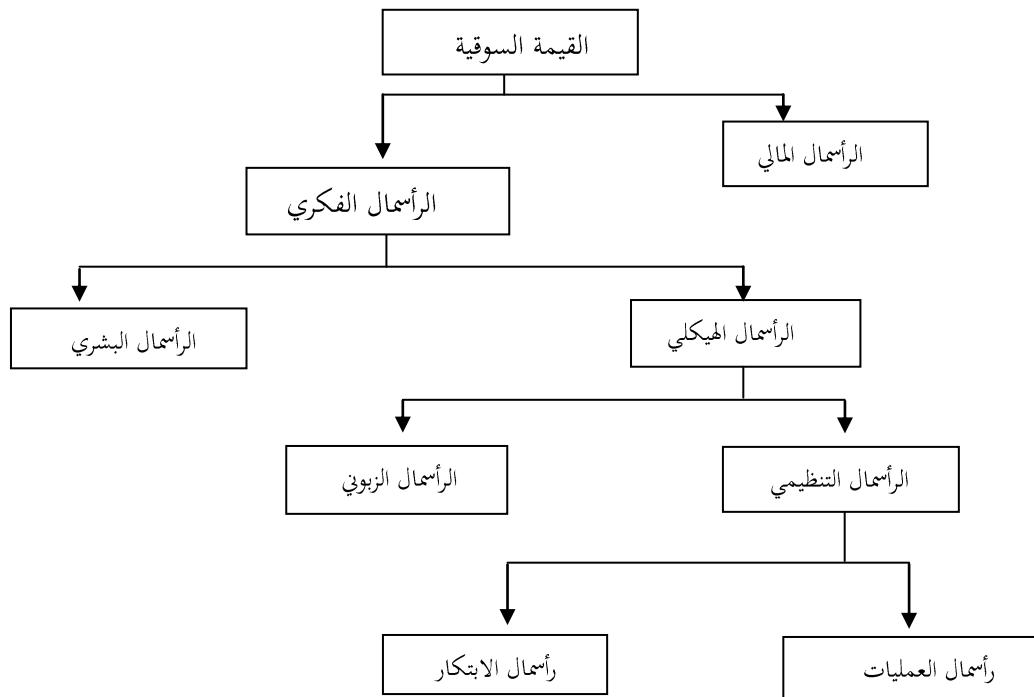 القيمة السوقية
الرأسمال المالي
الرأسمال الفكري
الرأسمال الهيكلي
الرأسمال البشري
الرأسمال التنظيمي
الرأسمال الزبوني
رأسمال العمليات
رأسمال الابتكار